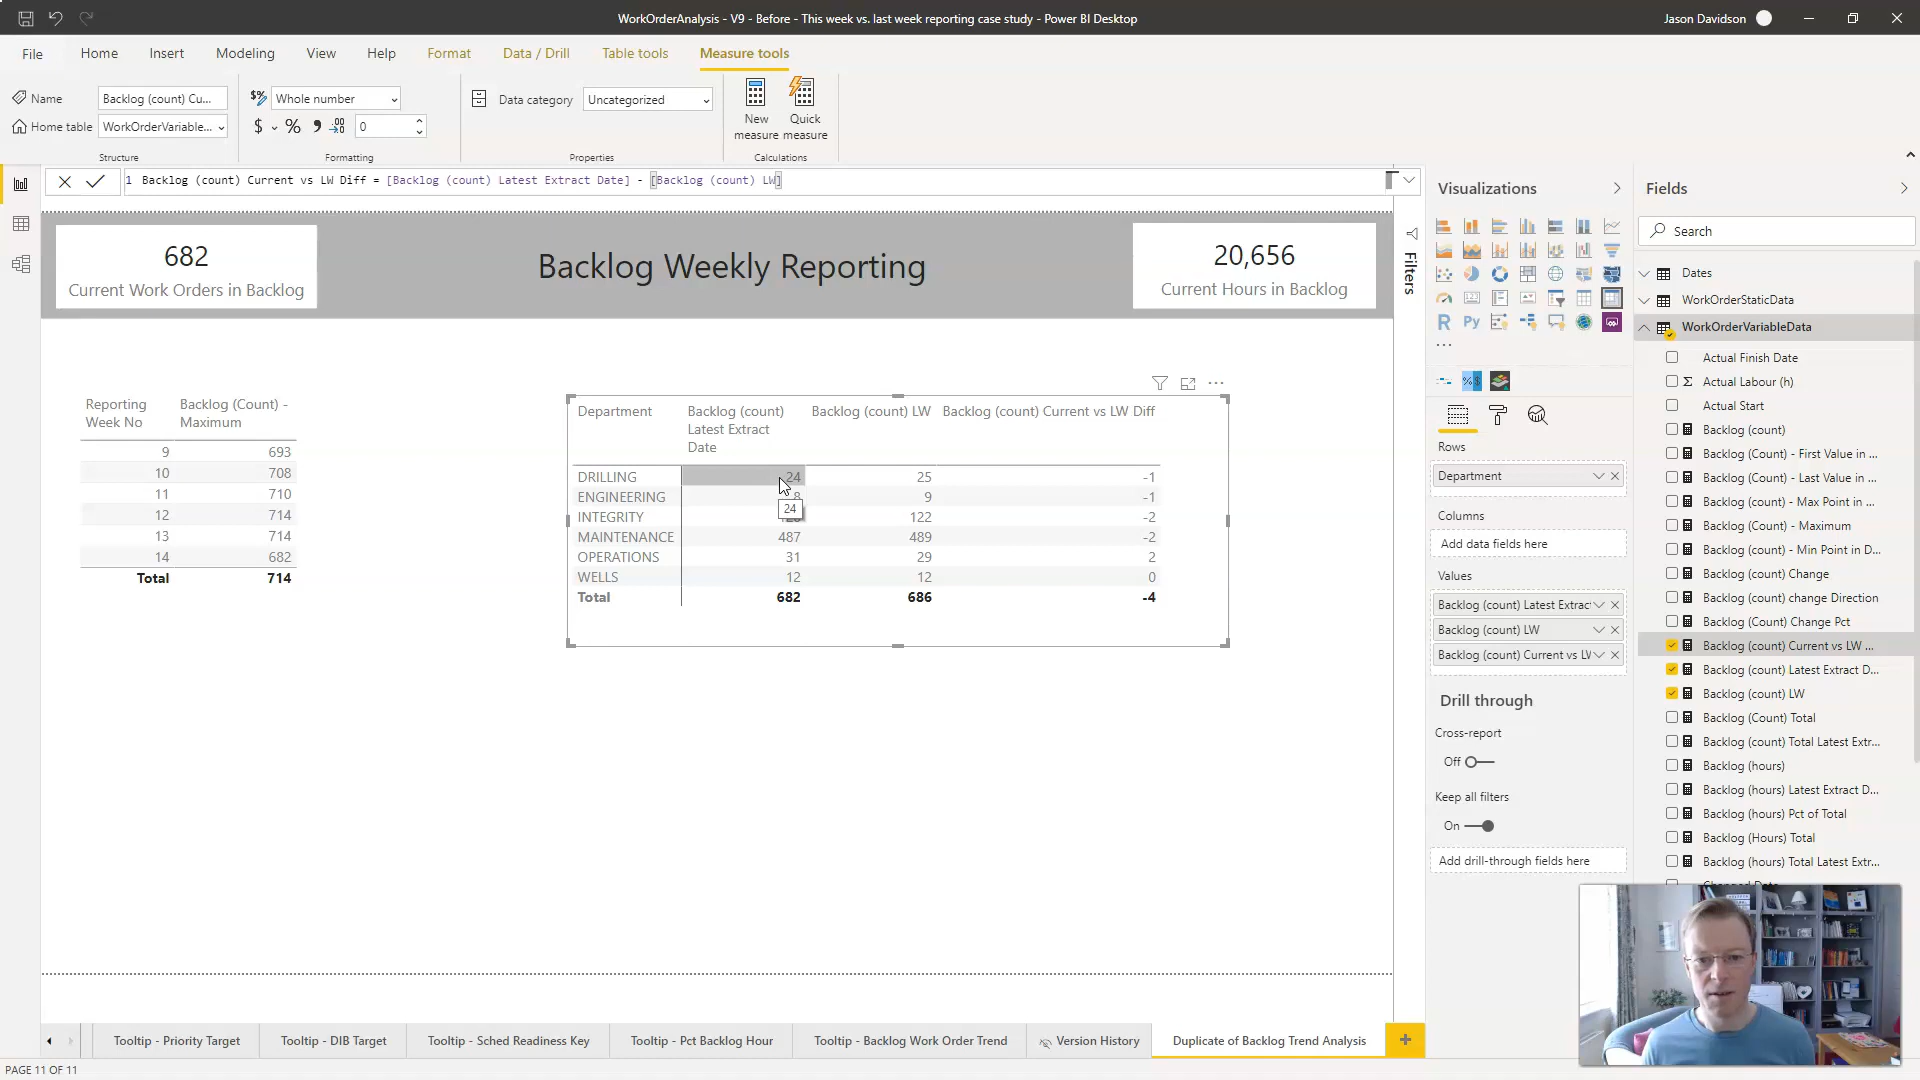 WorkOrderAnalysis - V9 - Before - This week vs. last week reporting case study - Power BI Desktop
Jason Davidson
File
Home
Insert
Modeling
View
Help
Format
Data / Drill
Table tools
Measure tools
Name
Backlog (count) Cu...
Home table
WorkOrderVariable...
Structure
Whole number
$
%
0
Formatting
Data category
Uncategorized
Properties
New
measure
Quick
measure
Calculations
1 Backlog (count) Current vs LW Diff = [Backlog (count) Latest Extract Date] - [Backlog (count) LW]
682
Current Work Orders in Backlog
Backlog Weekly Reporting
20,656
Current Hours in Backlog
Reporting
Week No
Backlog (Count) -
Maximum
9 693
10 708
11 710
12 714
13 714
14 682
Total 714
Department
Backlog (count)
Latest Extract
Date
Backlog (count) LW
Backlog (count) Current vs LW Diff
DRILLING 24 25 -1
ENGINEERING 8 9 -1
24
INTEGRITY 122 -2
MAINTENANCE 487 489 -2
OPERATIONS 31 29 2
WELLS 12 12 0
Total 682 686 -4
Filters
Visualizations
R
Py
Rows
Department
Columns
Add data fields here
Values
Backlog (count) Latest Extrac
Backlog (count) LW
Backlog (count) Current vs LV
Drill through
Cross-report
Off
Keep all filters
On
Add drill-through fields here
Fields
Search
Dates
WorkOrderStaticData
WorkOrderVariableData
Actual Finish Date
Σ Actual Labour (h)
Actual Start
Backlog (count)
Backlog (Count) - First Value in ...
Backlog (Count) - Last Value in ...
Backlog (count) - Max Point in ...
Backlog (Count) - Maximum
Backlog (count) - Min Point in D...
Backlog (count) Change
Backlog (count) change Direction
Backlog (Count) Change Pct
Backlog (count) Current vs LW ...
Backlog (count) Latest Extract D...
Backlog (count) LW
Backlog (Count) Total
Backlog (count) Total Latest Extr...
Backlog (hours)
Backlog (hours) Latest Extract D...
Backlog (hours) Pct of Total
Backlog (Hours) Total
Backlog (hours) Total Latest Extr...
Tooltip - Priority Target
Tooltip - DIB Target
Tooltip - Sched Readiness Key
Tooltip - Pct Backlog Hour
Tooltip - Backlog Work Order Trend
Version History
Duplicate of Backlog Trend Analysis
PAGE 11 OF 11